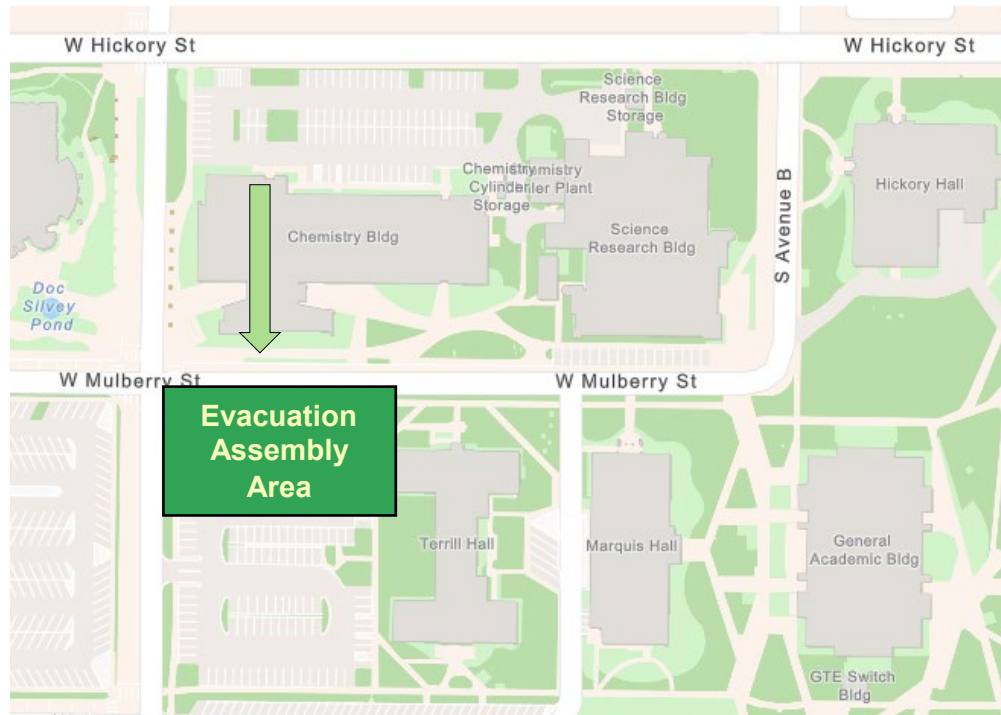 W Hickory St
W Hickory St
Science
Research Bldg
Storage
Chemistry
Cylinder
Storage
ler Plant
Hickory Hall
S Avenue B
Chemistry Bldg
Science
Research Bldg
Doc
Silvey
Pond
W Mulberry St
W Mulberry St
Evacuation
Assembly
Area
Terrill Hall
Marquis Hall
General
Academic Bldg
GTE Switch
Bldg